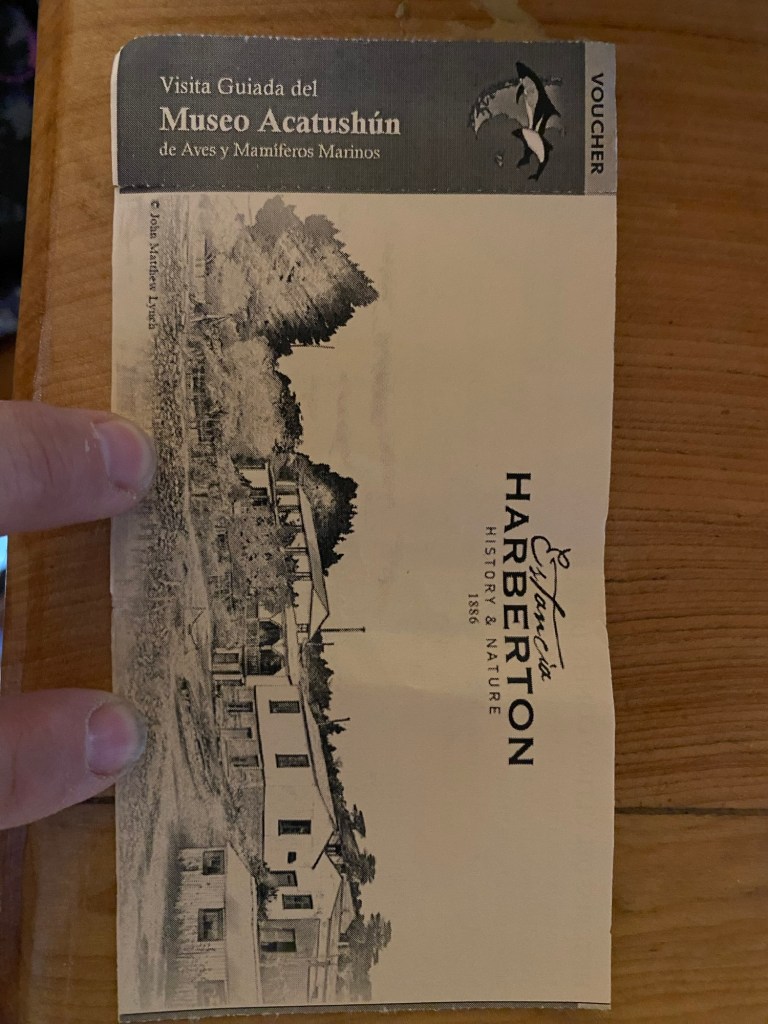 Visita Guiada del
Museo Acatushún
de Aves y Mamíferos Marinos
VOUCHER
© John Matthew Lynch
Estancia
HARBERTON
HISTORY & NATURE
1886